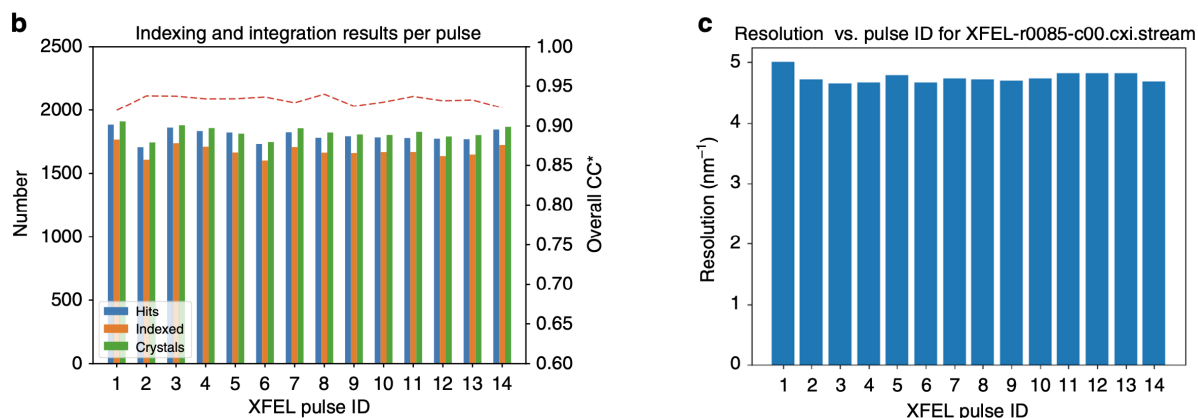 b
Indexing and integration results per pulse
2500
2000
1500
1000
500
0
Number
1.00
0.95
0.90
0.85
0.80
0.75
0.70
0.65
0.60
Overall CC*
Hits
Indexed
Crystals
1 2 3 4 5 6 7 8 9 10 11 12 13 14
XFEL pulse ID
c
Resolution vs. pulse ID for XFEL-r0085-c00.cxi.stream
5
4
3
2
1
0
Resolution (nm⁻¹)
1 2 3 4 5 6 7 8 9 10 11 12 13 14
XFEL pulse ID